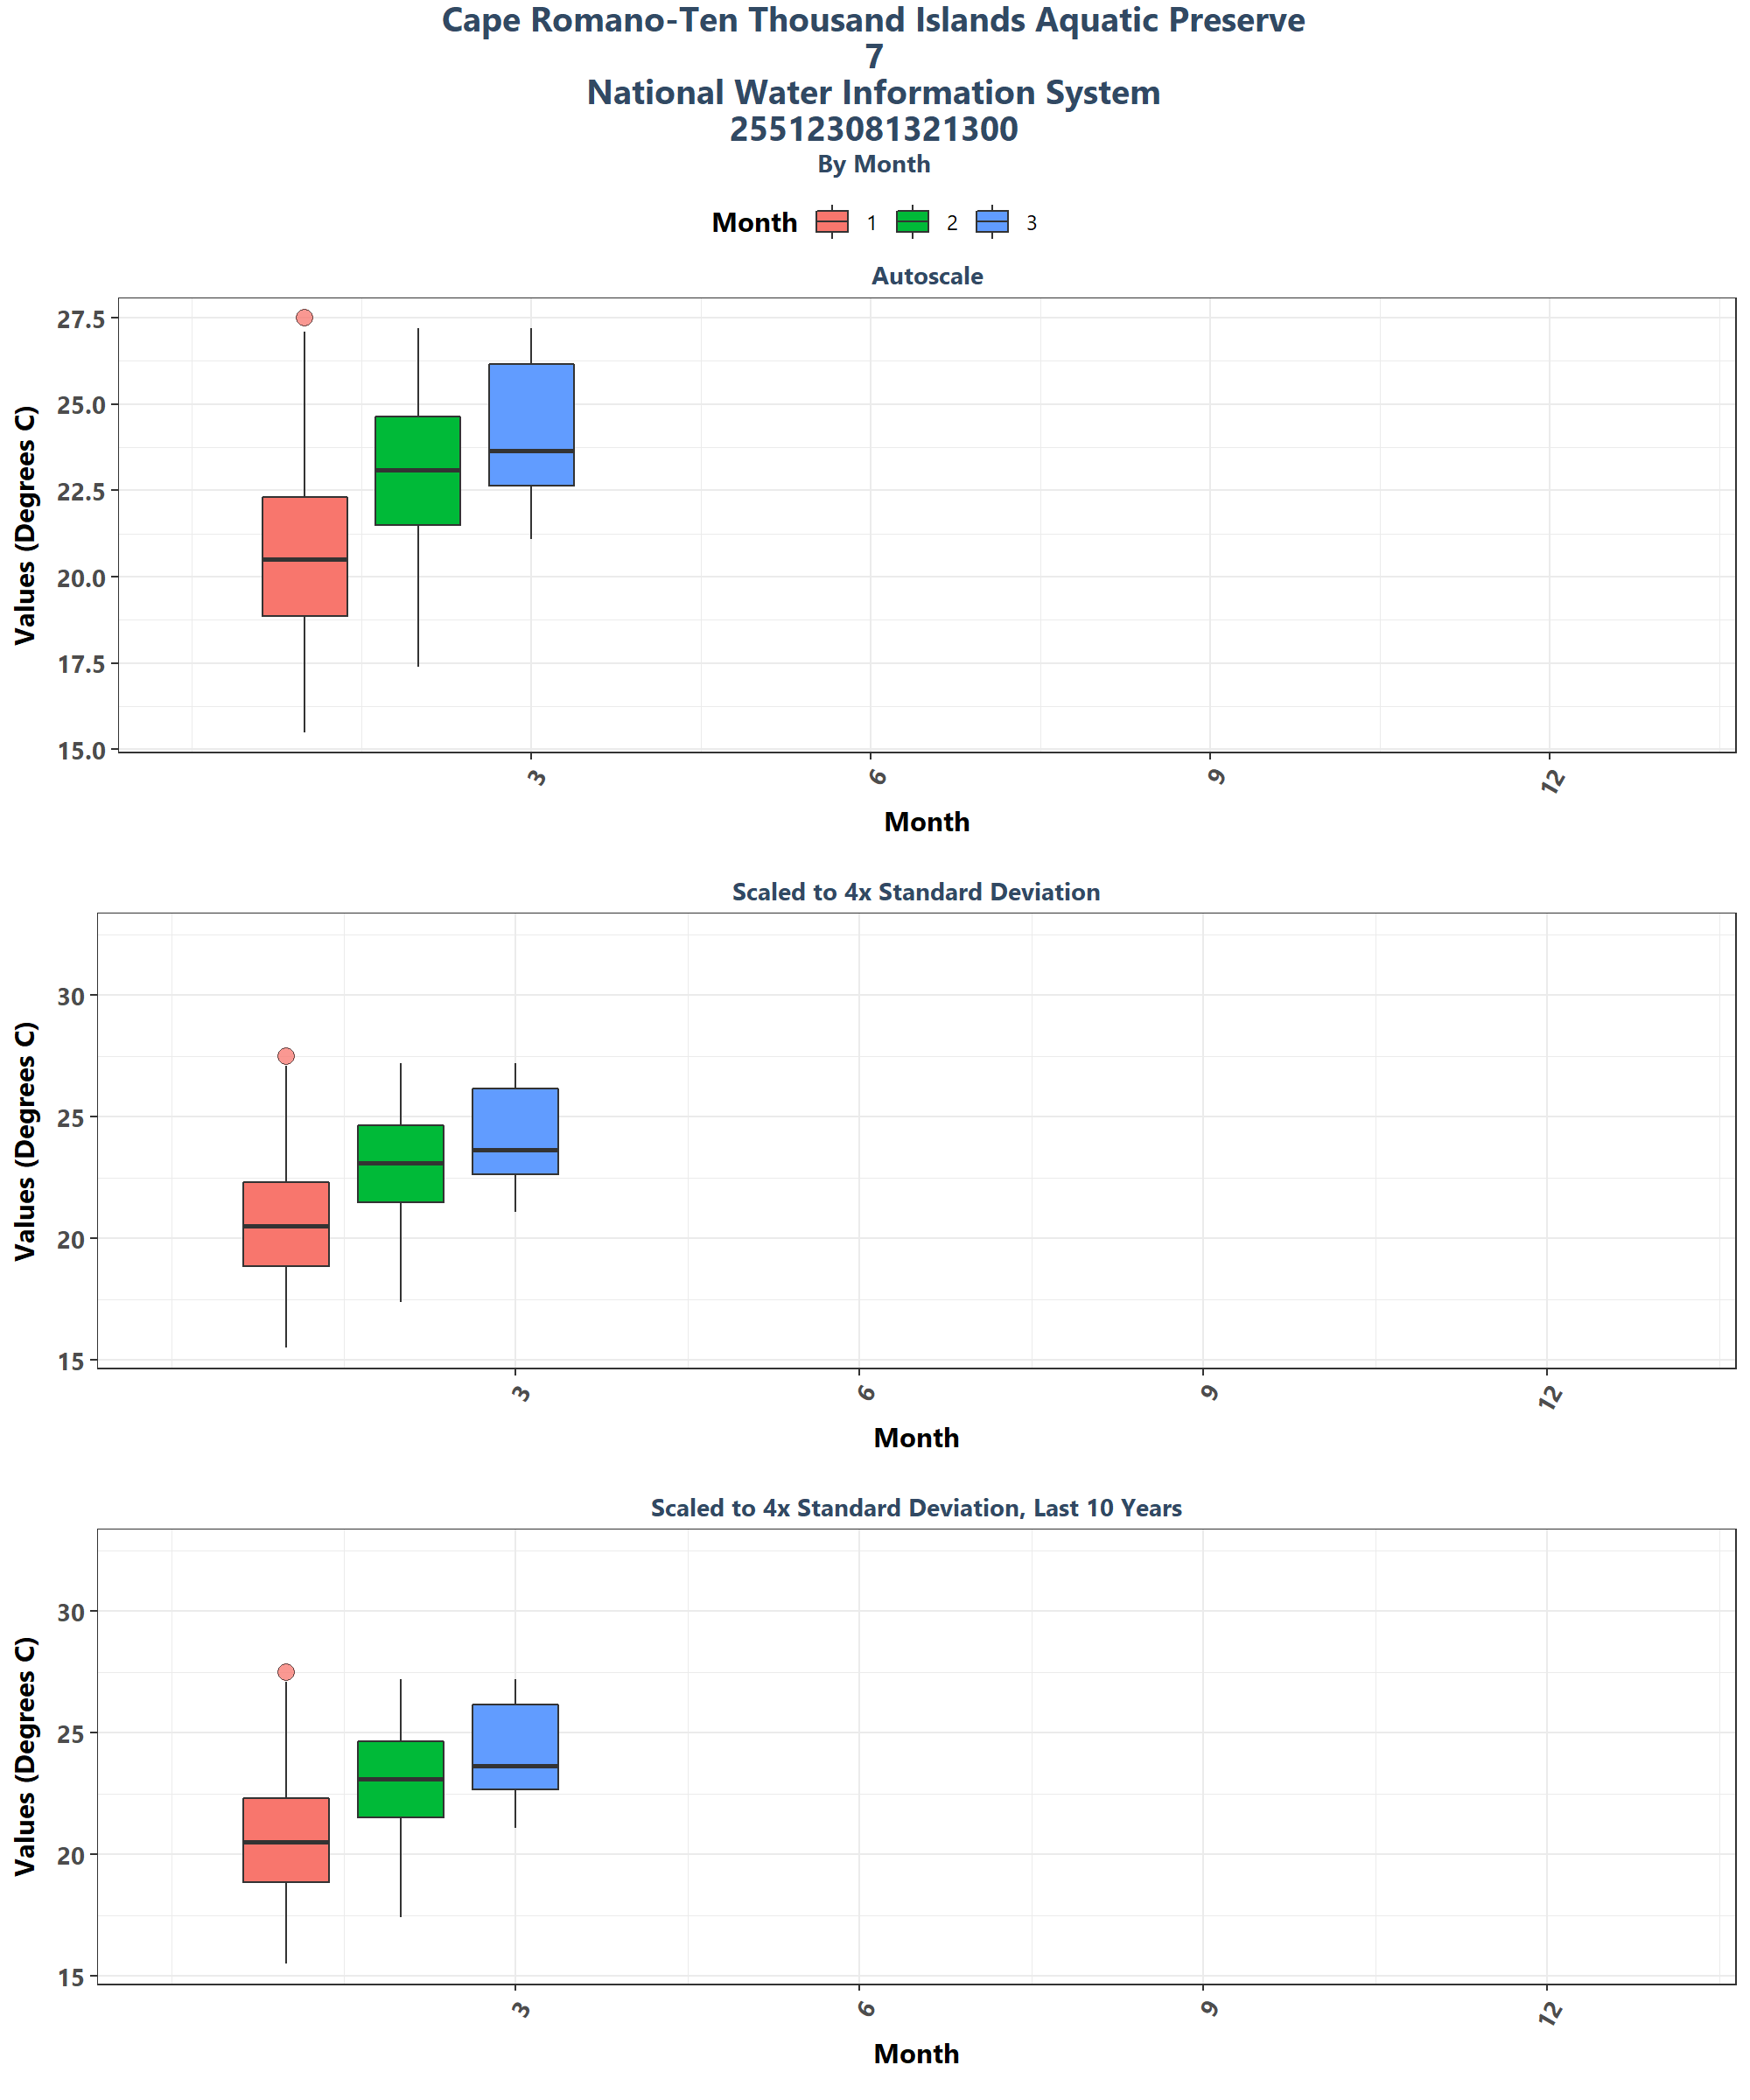 Cape Romano-Ten Thousand Islands Aquatic Preserve
7
National Water Information System
255123081321300
By Month
Month 1 2 3
Autoscale
Values (Degrees C)
27.5
25.0
22.5
20.0
17.5
15.0
3 6 9 12
Month
Scaled to 4x Standard Deviation
Values (Degrees C)
30
25
20
15
3 6 9 12
Month
Scaled to 4x Standard Deviation, Last 10 Years
Values (Degrees C)
30
25
20
15
3 6 9 12
Month